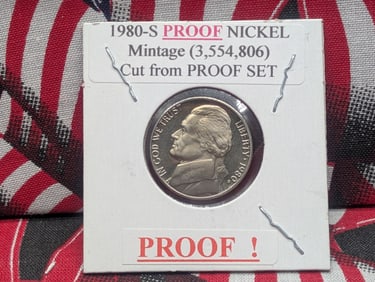 1980-S PROOF NICKEL
Mintage (3,554,806)
Cut from PROOF SET
IN GOD WE TRUST
LIBERTY 1980
PROOF !